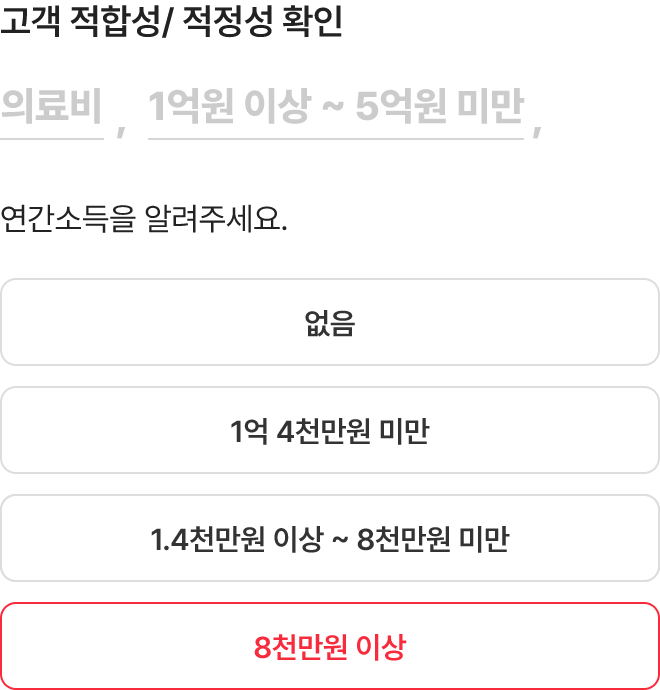 고객 적합성/ 적정성 확인
의료비 , 1억원 이상 ~ 5억원 미만 ,
연간소득을 알려주세요.
없음
1억 4천만원 미만
1.4천만원 이상 ~ 8천만원 미만
8천만원 이상